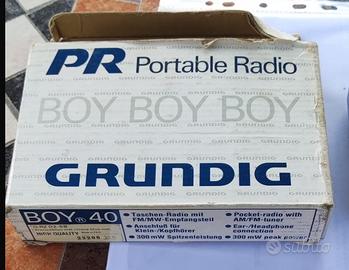 PR Portable Radio
BOY BOY BOY
GRUNDIG
BOY® 40
HIGH QUALITY
• Taschen-Radio mit
FM/MW-Empfangsteil
• Anschluß für
Klein-/Kopfhörer
• 300 mW Spitzenleistung
• Pocket-radio with
AM/FM-tuner
• Ear-/Headphone
connection
• 300 mW peak
subito